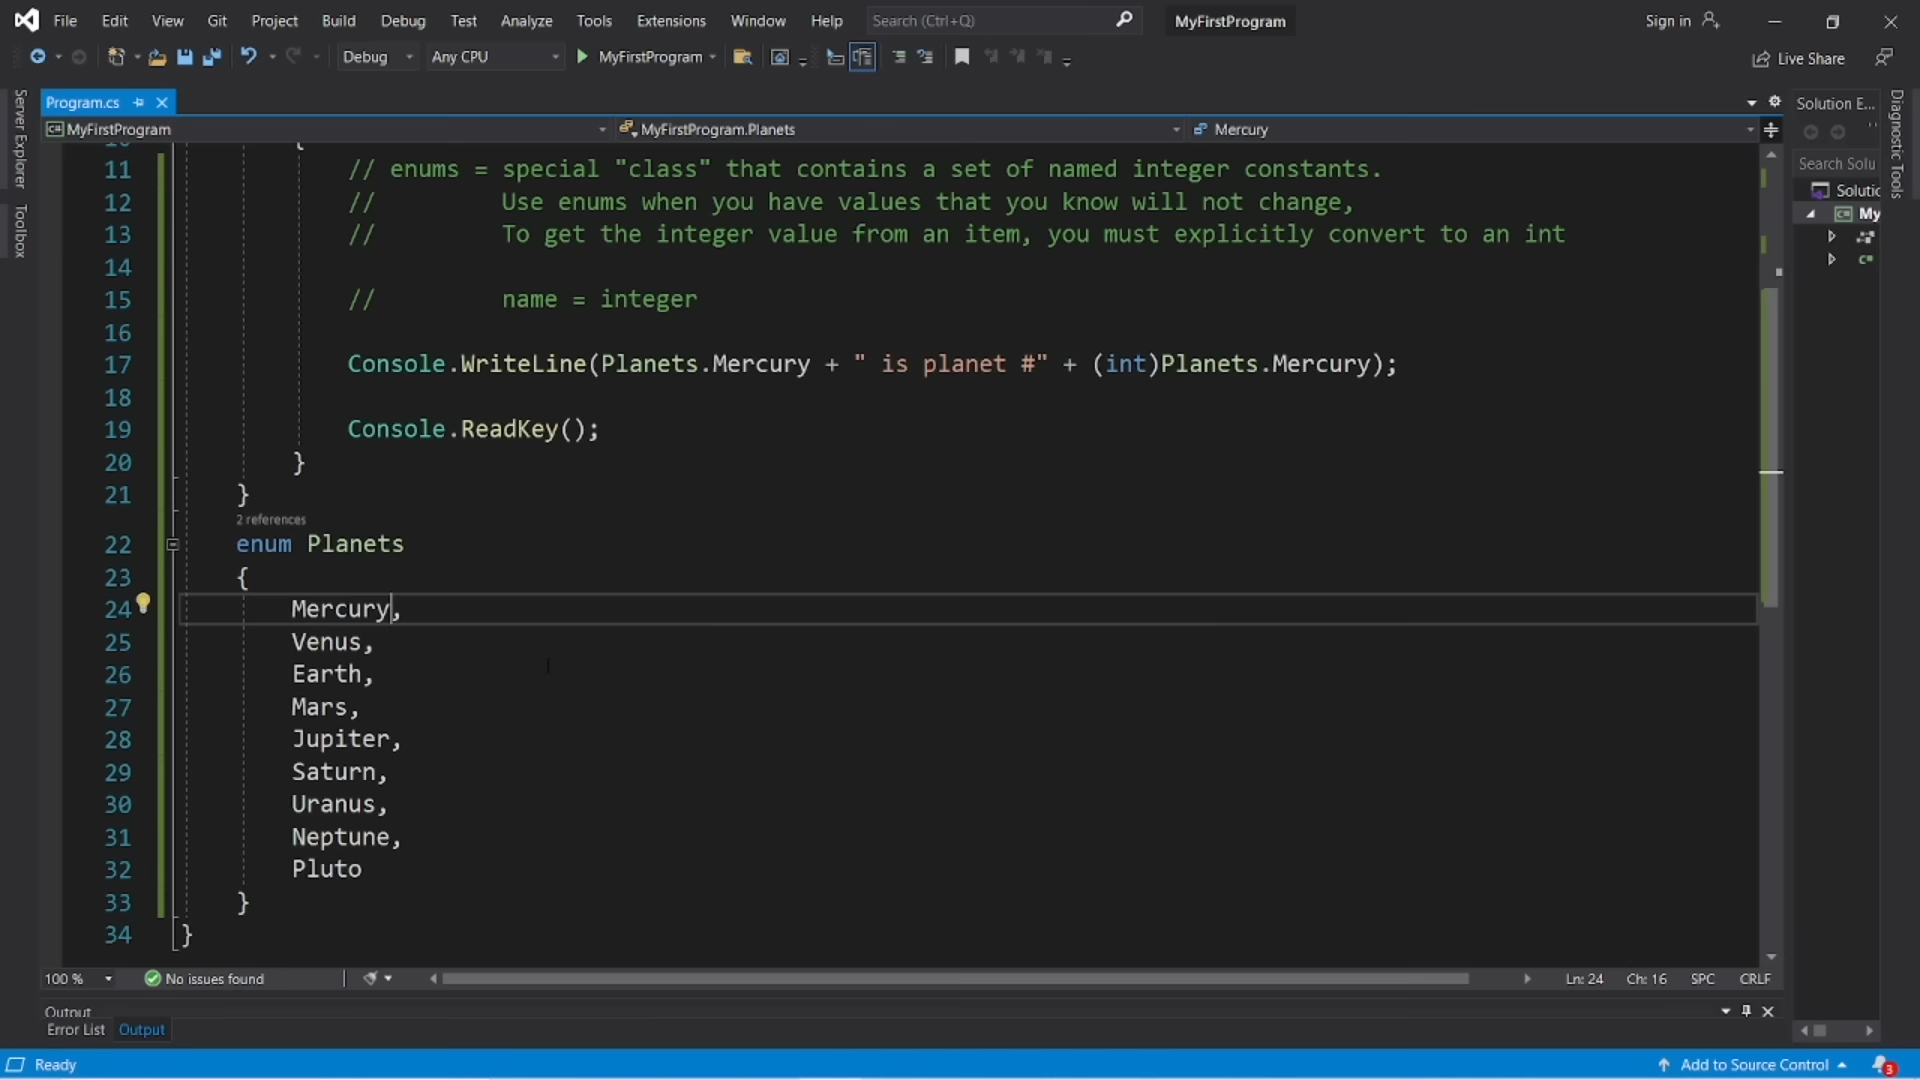 File Edit View Git Project Build Debug Test Analyze Tools Extensions Window Help Search (Ctrl+Q) MyFirstProgram Sign in
Debug Any CPU MyFirstProgram Live Share
Server Explorer
Toolbox
Program.cs
MyFirstProgram MyFirstProgram.Planets Mercury
11 // enums = special "class" that contains a set of named integer constants.
12 // Use enums when you have values that you know will not change,
13 // To get the integer value from an item, you must explicitly convert to an int
14
15 // name = integer
16
17 Console.WriteLine(Planets.Mercury + " is planet #" + (int)Planets.Mercury);
18
19 Console.ReadKey();
20 }
21 }
2 references
22 enum Planets
23 {
24 Mercury,
25 Venus,
26 Earth,
27 Mars,
28 Jupiter,
29 Saturn,
30 Uranus,
31 Neptune,
32 Pluto
33 }
34 }
100 % No issues found Ln: 24 Ch: 16 SPC CRLF
Output
Error List Output
Ready Add to Source Control 3
Solution E...
Search Solu
Solutic
My
Diagnostic Tools